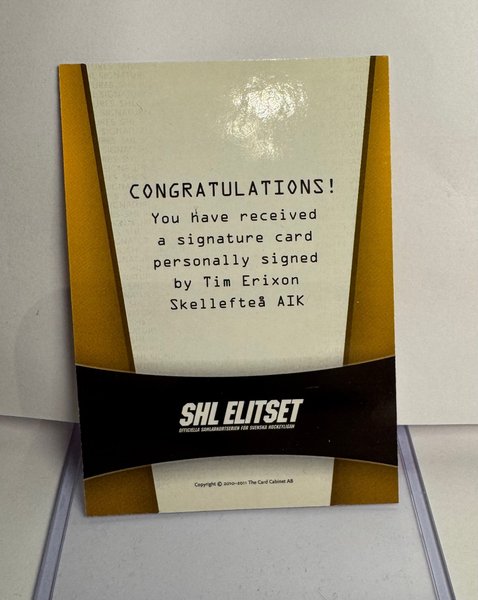 CONGRATULATIONS!
You have received
a signature card
personally signed
by Tim Erixon
Skellefteå AIK
SHL ELITSET
OFFICIELLA SAMLARKORTSERIEN FÖR SVENSKA HOCKEYLIGAN
Copyright © 2010-2011 The Card Cabinet AB